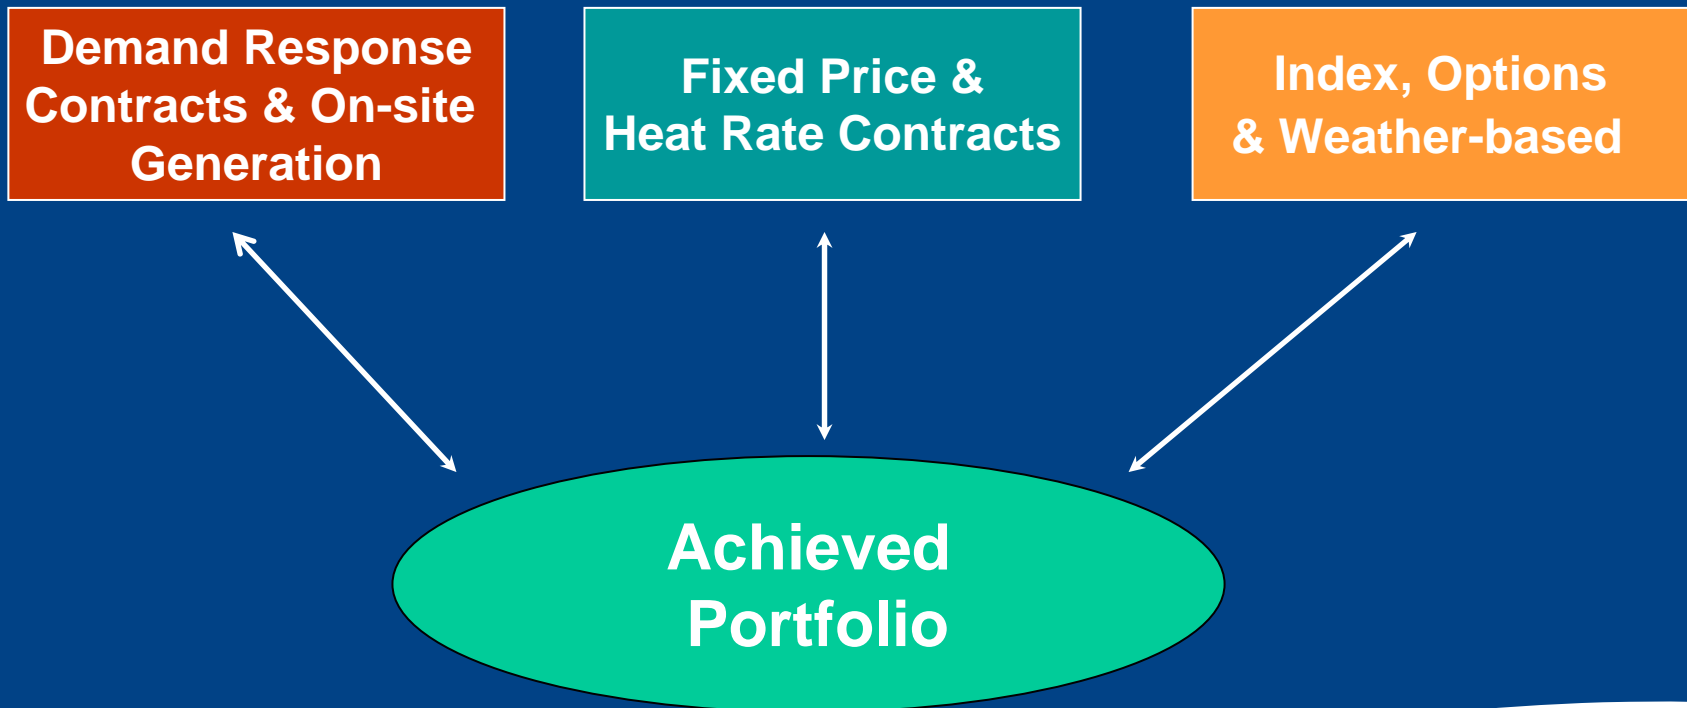 Demand Response
Contracts & On-site
Generation
Fixed Price &
Heat Rate Contracts
Index, Options
& Weather-based
Achieved
Portfolio